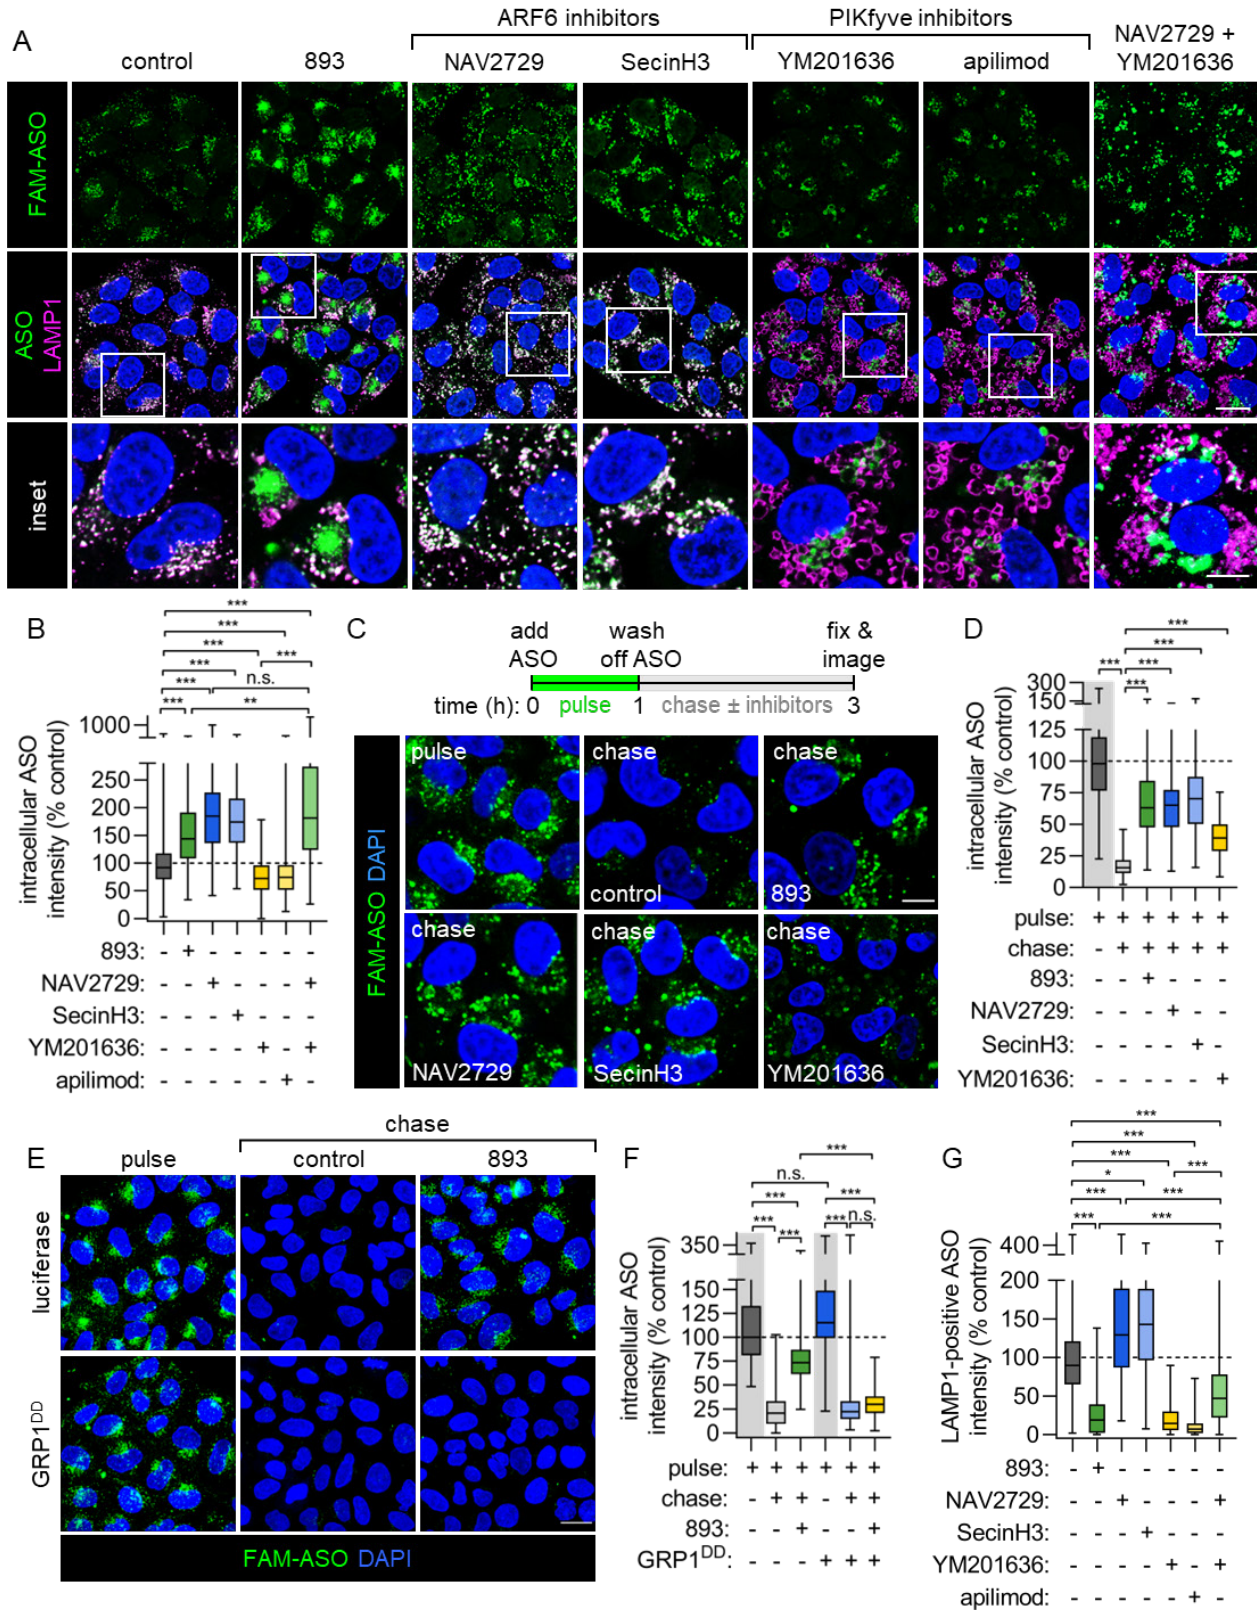 A
ARF6 inhibitors
PIKfyve inhibitors
control
893
NAV2729
SecinH3
YM201636
apilimod
NAV2729 +
YM201636
FAM-ASO
ASO
LAMP1
inset
B
***
***
***
***
***
***
n.s.
***
**
intracellular ASO
intensity (% control)
1000
250
200
150
100
50
0
893: - + - - - - -
NAV2729: - - + - - - +
SecinH3: - - - + - - -
YM201636: - - - - + - +
apilimod: - - - - - + -
C
add
ASO
wash
off ASO
fix &
image
time (h): 0 pulse 1 chase ± inhibitors 3
FAM-ASO DAPI
pulse
chase
control
chase
893
chase
NAV2729
chase
SecinH3
chase
YM201636
D
***
***
***
***
***
intracellular ASO
intensity (% control)
300
150
125
100
75
50
25
0
pulse: + + + + + +
chase: - + + + + +
893: - - + - - -
NAV2729: - - - + - -
SecinH3: - - - - + -
YM201636: - - - - - +
E
chase
pulse
control
893
luciferase
GRP1DD
FAM-ASO DAPI
F
***
n.s.
***
***
***
***
***
n.s.
intracellular ASO
intensity (% control)
350
150
125
100
75
50
25
0
pulse: + + + + + +
chase: - + + - + +
893: - - + - - +
GRP1DD: - - - + + +
G
***
***
***
***
*
***
***
***
***
LAMP1-positive ASO
intensity (% control)
400
200
150
100
50
0
893: - + - - - - -
NAV2729: - - + - - - +
SecinH3: - - - + - - -
YM201636: - - - - + - +
apilimod: - - - - - + -